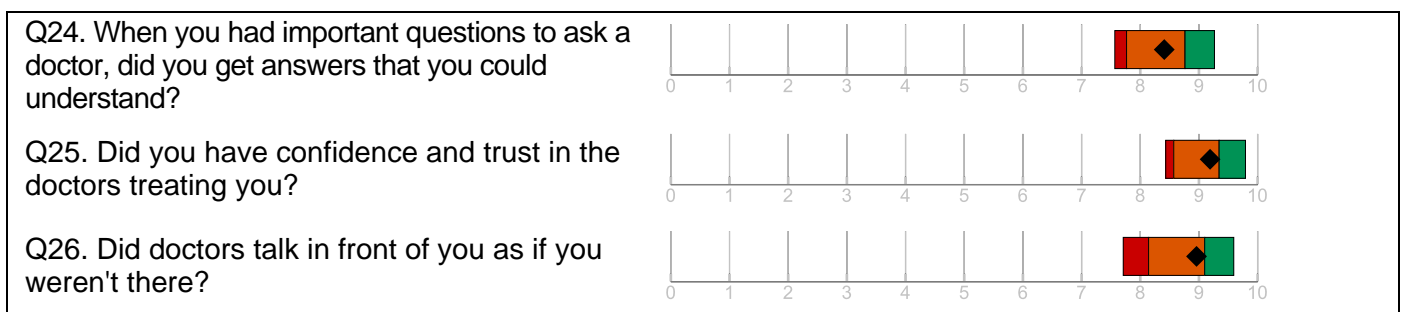 Q24. When you had important questions to ask a
doctor, did you get answers that you could
understand?
0 1 2 3 4 5 6 7 8 9 10
Q25. Did you have confidence and trust in the
doctors treating you?
0 1 2 3 4 5 6 7 8 9 10
Q26. Did doctors talk in front of you as if you
weren't there?
0 1 2 3 4 5 6 7 8 9 10